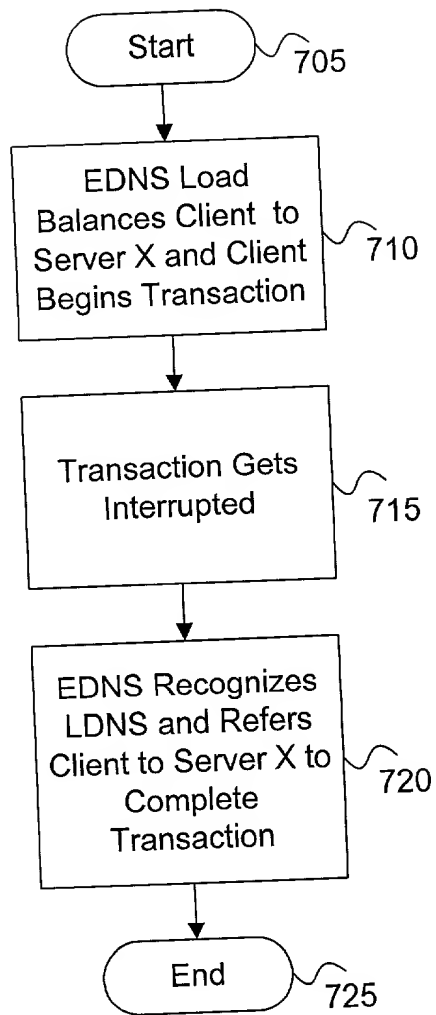 Start
705
EDNS Load
Balances Client to
Server X and Client
Begins Transaction
710
Transaction Gets
Interrupted
715
EDNS Recognizes
LDNS and Refers
Client to Server X to
Complete
Transaction
720
End
725